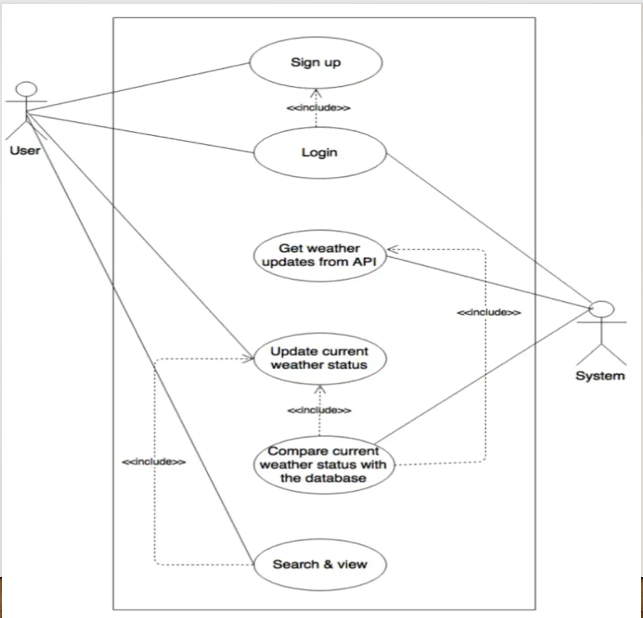 Sign up
<<include>>
User
Login
Get weather
updates from API
<<include>>
Update current
weather status
System
<<include>>
Compare current
weather status with
the database
<<include>>
Search & view